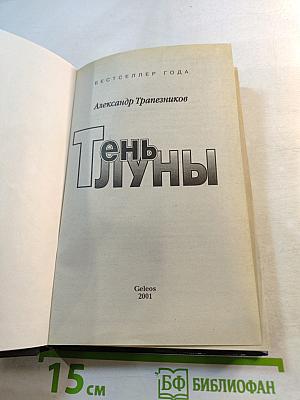 БЕСТСЕЛЛЕР ГОДА
Александр Трапезников
Тень
ЛУНЫ
Geleos
2001
15 см
БФ БИБЛИОФАН